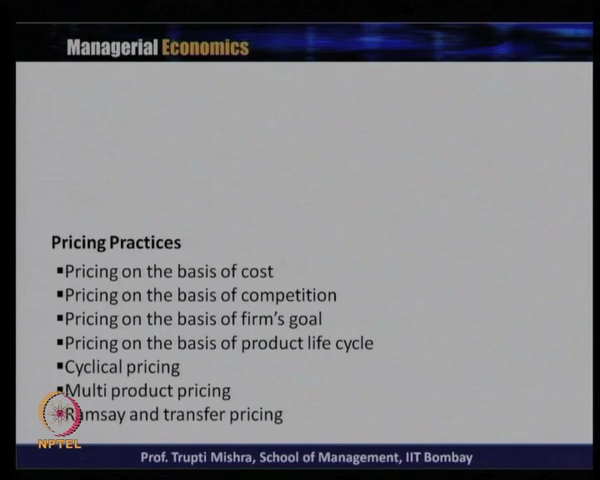 Managerial Economics
Pricing Practices
▪Pricing on the basis of cost
▪Pricing on the basis of competition
▪Pricing on the basis of firm's goal
▪Pricing on the basis of product life cycle
▪Cyclical pricing
▪Multi product pricing
▪Ramsay and transfer pricing
NPTEL
Prof. Trupti Mishra, School of Management, IIT Bombay